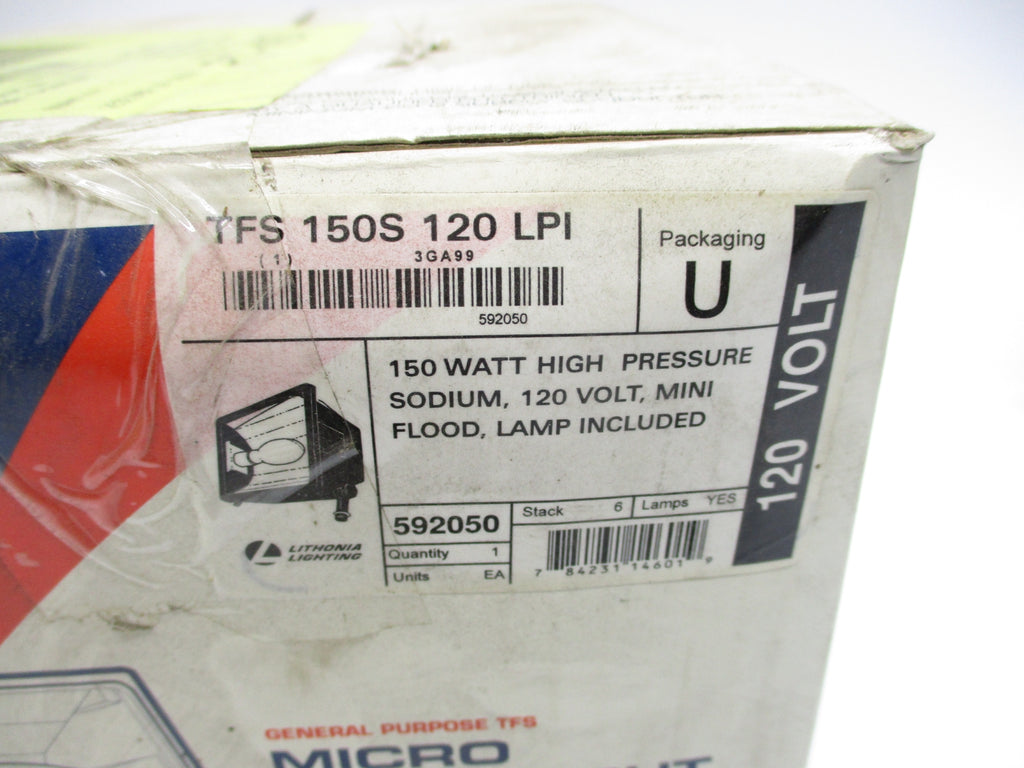 TFS 150S 120 LPI
(1) 3GA99
592050
Packaging
U
120 VOLT
150 WATT HIGH PRESSURE
SODIUM, 120 VOLT, MINI
FLOOD, LAMP INCLUDED
592050
Quantity 1
Units EA
Stack 6
Lamps YES
7 84231 14601 9
LITHONIA
LIGHTING
GENERAL PURPOSE TFS
MICRO